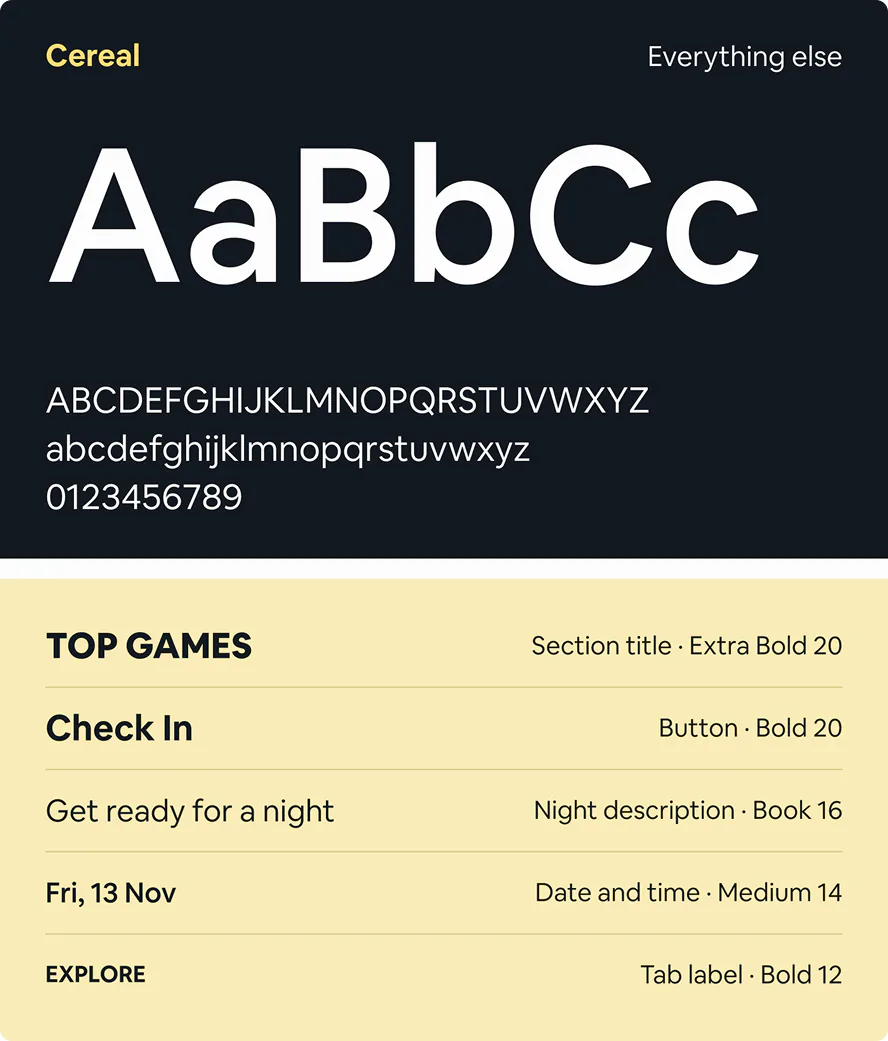 Cereal Everything else
AaBbCc
ABCDEFGHIJKLMNOPQRSTUVWXYZ
abcdefghijklmnopqrstuvwxyz
0123456789
TOP GAMES Section title · Extra Bold 20
Check In Button · Bold 20
Get ready for a night Night description · Book 16
Fri, 13 Nov Date and time · Medium 14
EXPLORE Tab label · Bold 12